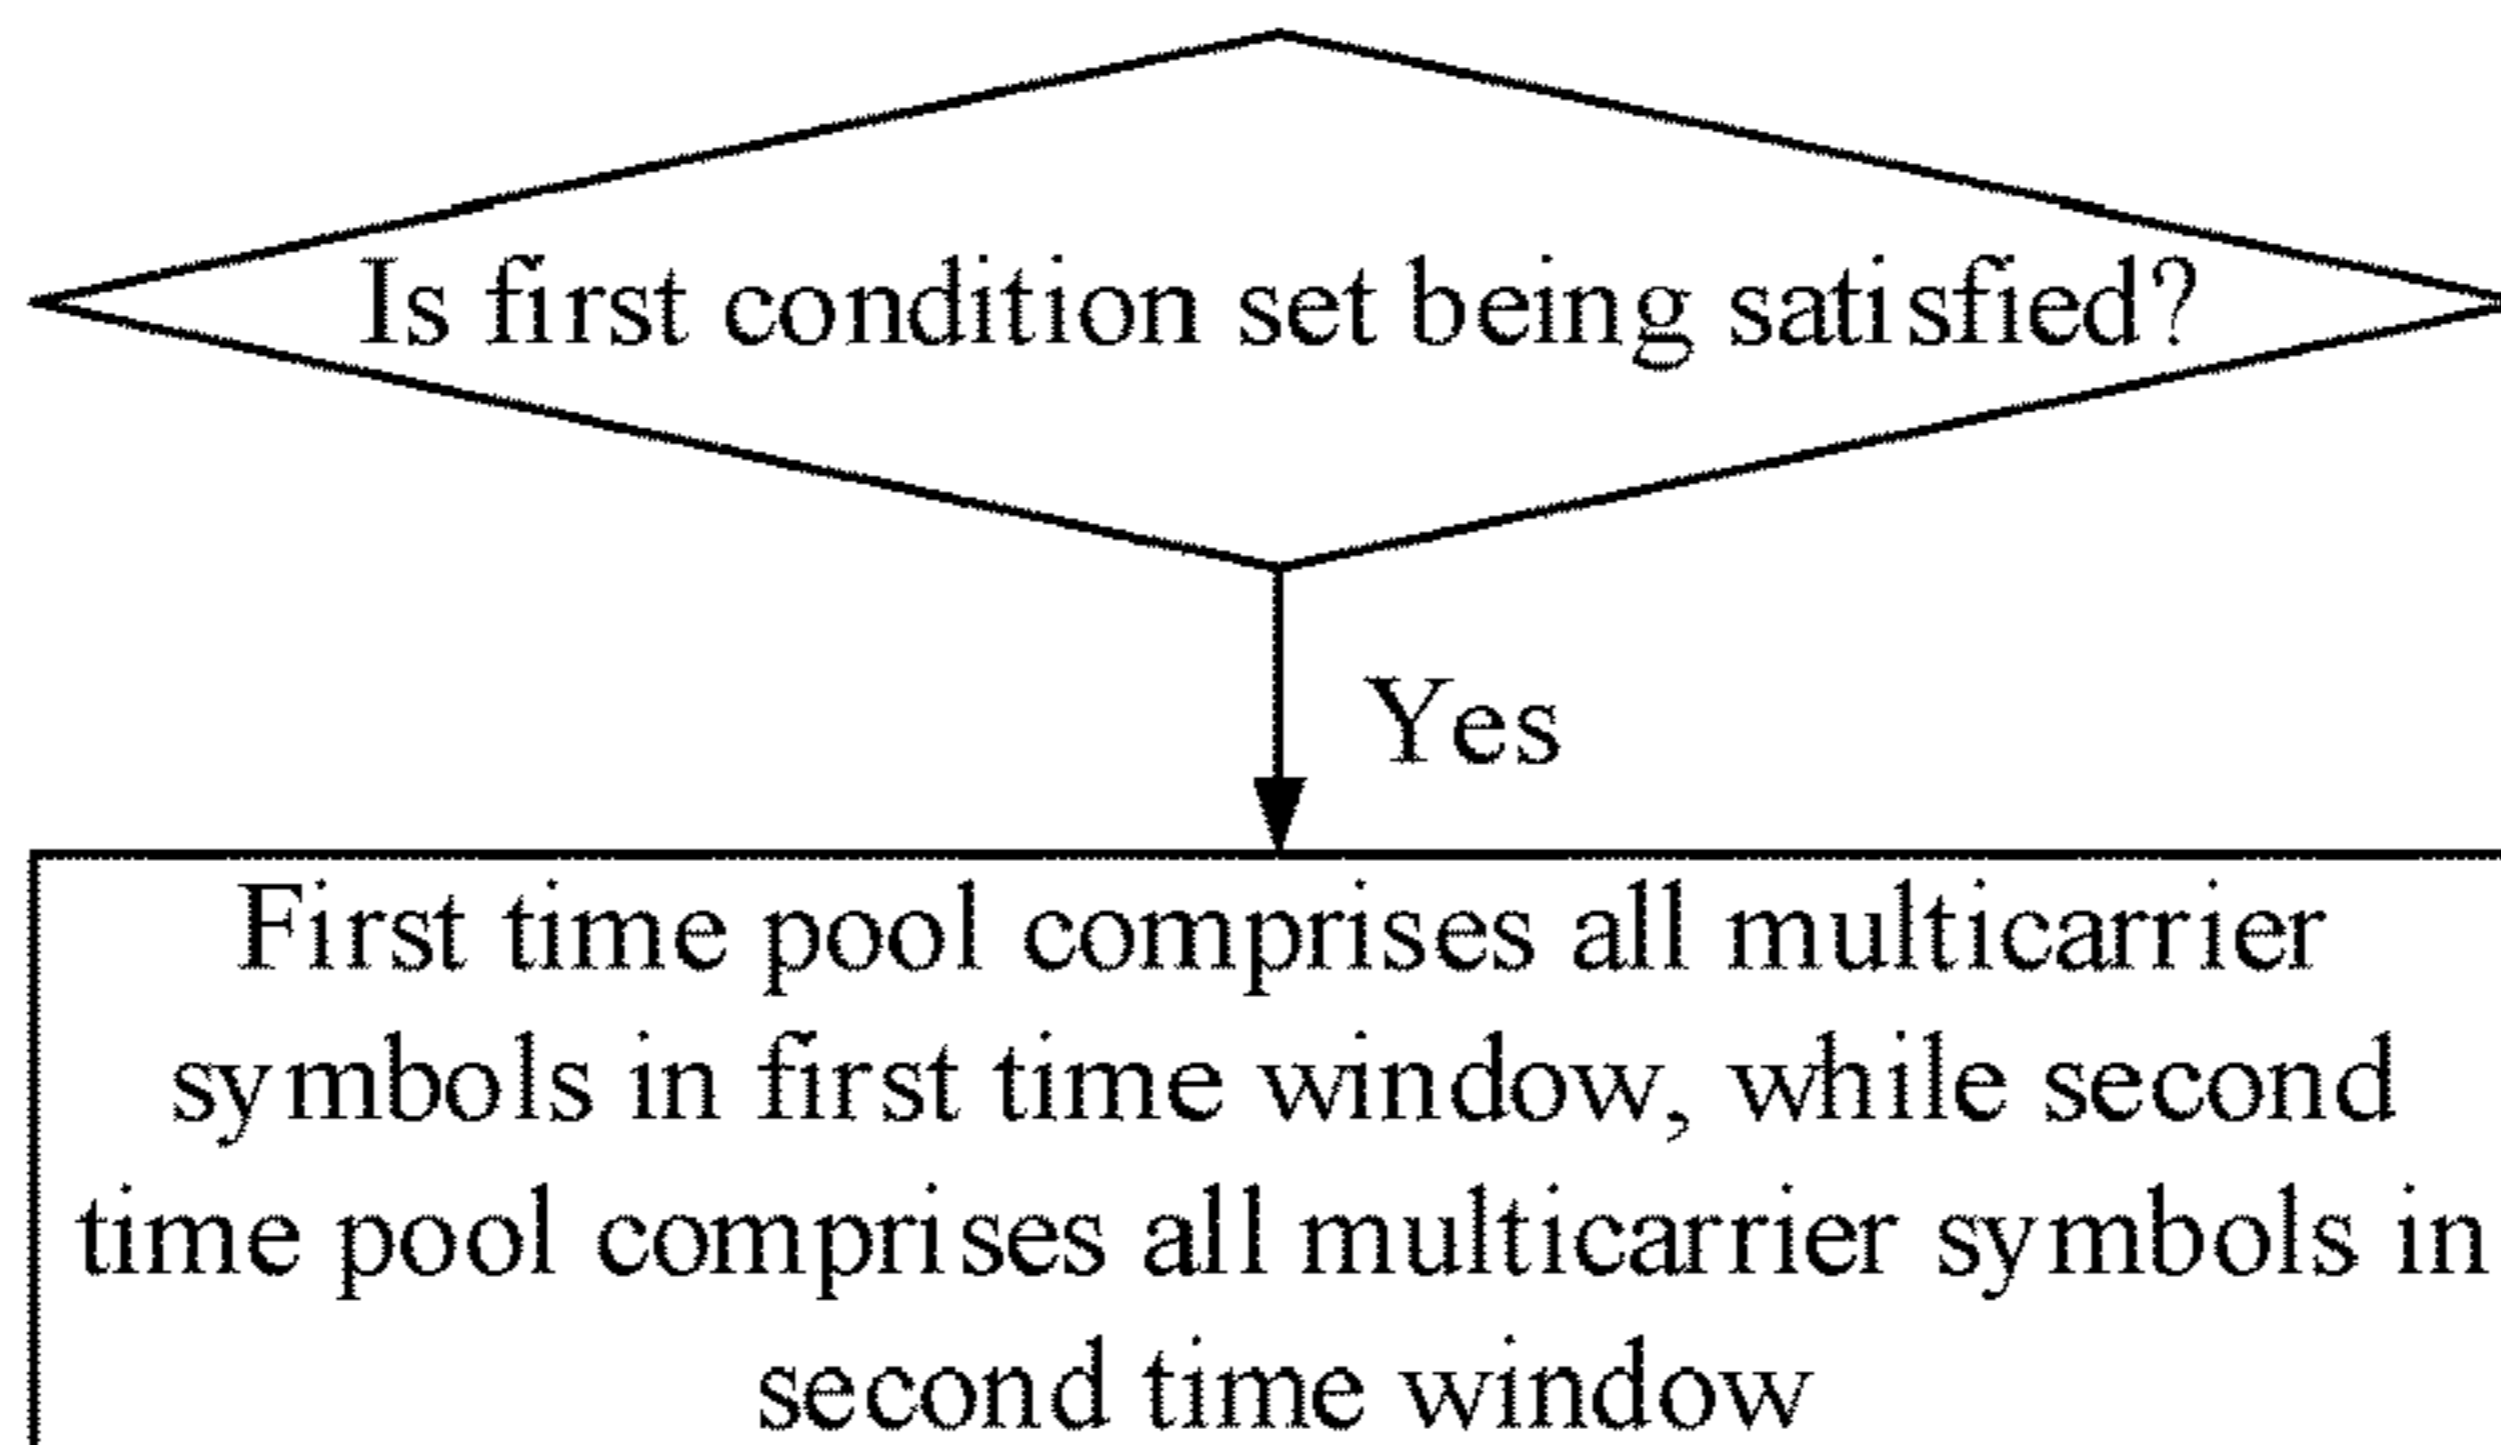 Is first condition set being satisfied?
Yes
First time pool comprises all multicarrier
symbols in first time window, while second
time pool comprises all multicarrier symbols in
second time window